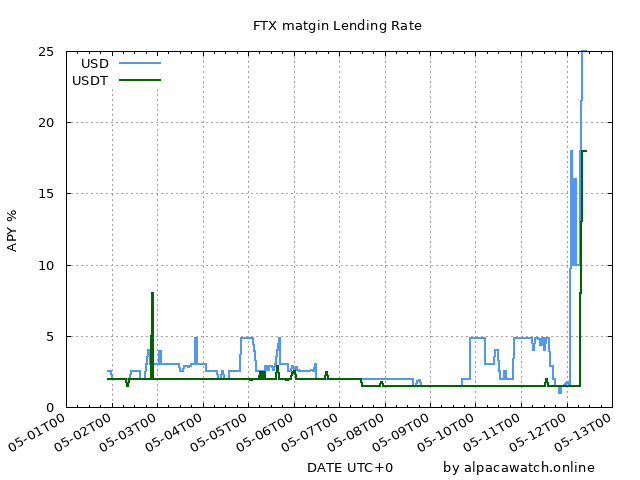 FTX matgin Lending Rate
USD
USDT
25
20
15
10
5
0
APY %
05-01T00
05-02T00
05-03T00
05-04T00
05-05T00
05-06T00
05-07T00
05-08T00
05-09T00
05-10T00
05-11T00
05-12T00
05-13T00
DATE UTC+0 by alpacawatch.online